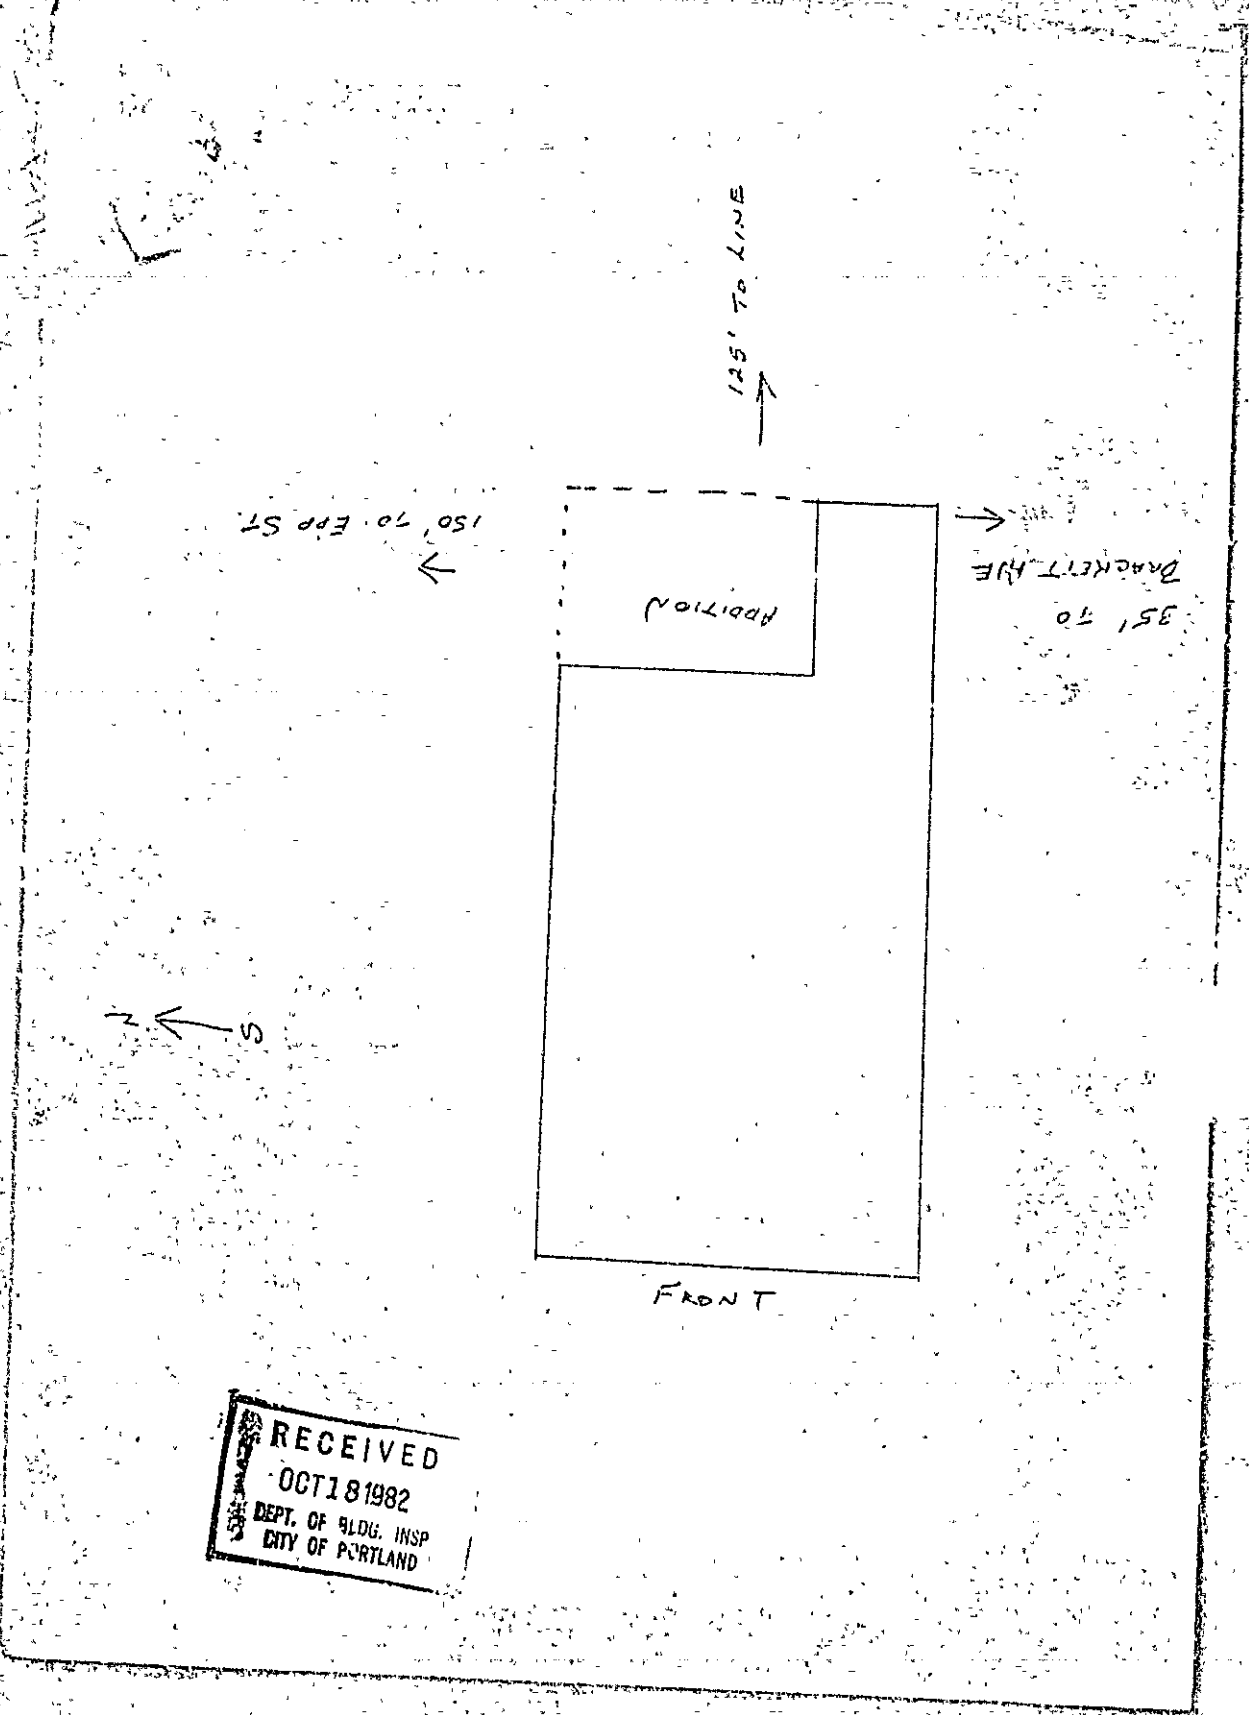 125' TO LINE
150' TO EPP ST.
ADDITION
35' TO
BRACKETT AVE
N
S
FRONT
RECEIVED
OCT 18 1982
DEPT. OF BLDG. INSP
CITY OF PORTLAND